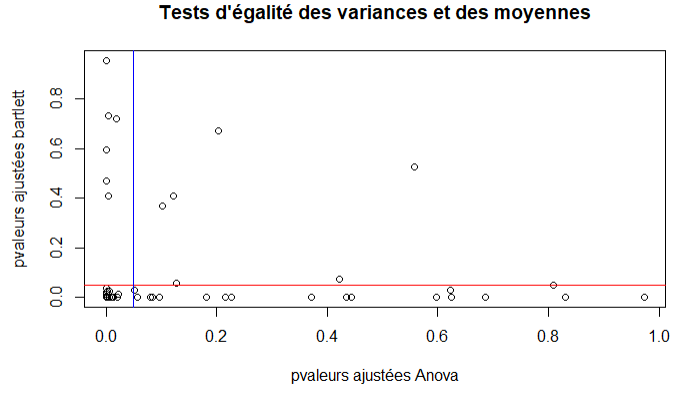 Tests d'égalité des variances et des moyennes
pvaleurs ajustées bartlett
0.8
0.6
0.4
0.2
0.0
0.0 0.2 0.4 0.6 0.8 1.0
pvaleurs ajustées Anova